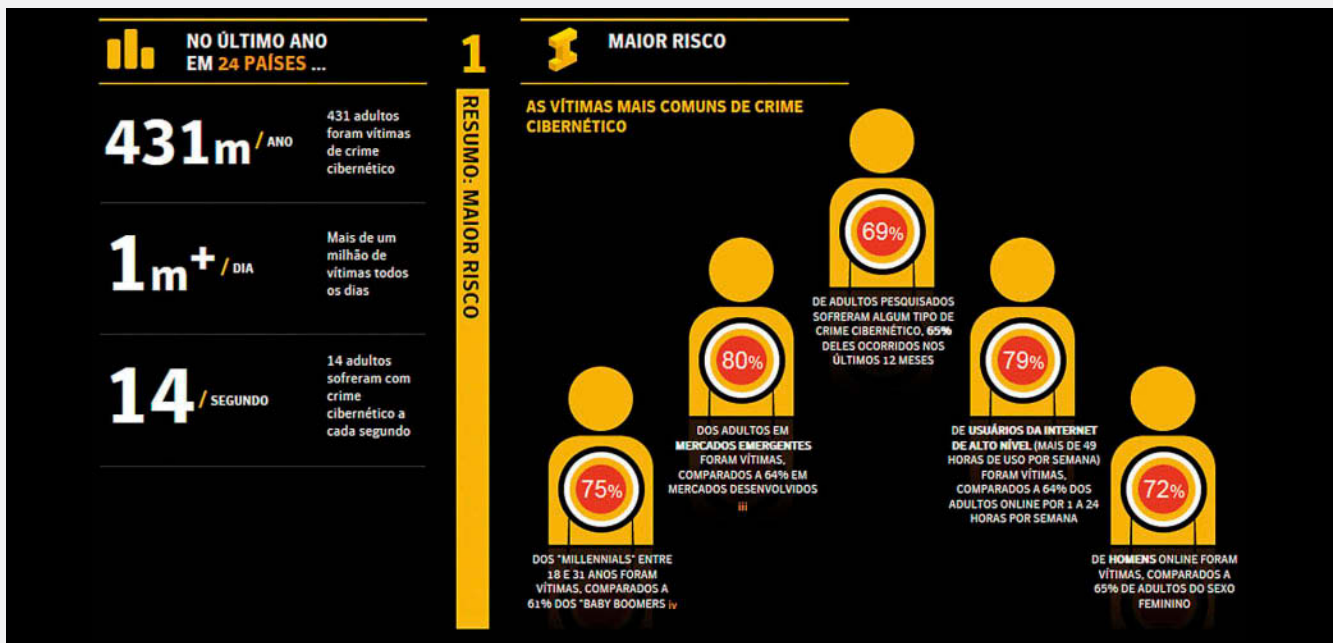 NO ÚLTIMO ANO
EM 24 PAÍSES ...
431m / ANO
431 adultos
foram vítimas
de crime
cibernético
1m+ / DIA
Mais de um
milhão de
vítimas todos
os dias
14 / SEGUNDO
14 adultos
sofreram com
crime
cibernético a
cada segundo
1
RESUMO: MAIOR RISCO
MAIOR RISCO
AS VÍTIMAS MAIS COMUNS DE CRIME
CIBERNÉTICO
75%
DOS "MILLENNIALS" ENTRE
18 E 31 ANOS FORAM
VÍTIMAS, COMPARADOS A
61% DOS "BABY BOOMERS iv
80%
DOS ADULTOS EM
MERCADOS EMERGENTES
FORAM VÍTIMAS,
COMPARADOS A 64% EM
MERCADOS DESENVOLVIDOS
iii
69%
DE ADULTOS PESQUISADOS
SOFRERAM ALGUM TIPO DE
CRIME CIBERNÉTICO, 65%
DELES OCORRIDOS NOS
ÚLTIMOS 12 MESES
79%
DE USUÁRIOS DA INTERNET
DE ALTO NÍVEL (MAIS DE 49
HORAS DE USO POR SEMANA)
FORAM VÍTIMAS,
COMPARADOS A 64% DOS
ADULTOS ONLINE POR 1 A 24
HORAS POR SEMANA
72%
DE HOMENS ONLINE FORAM
VÍTIMAS, COMPARADOS A
65% DE ADULTOS DO SEXO
FEMININO